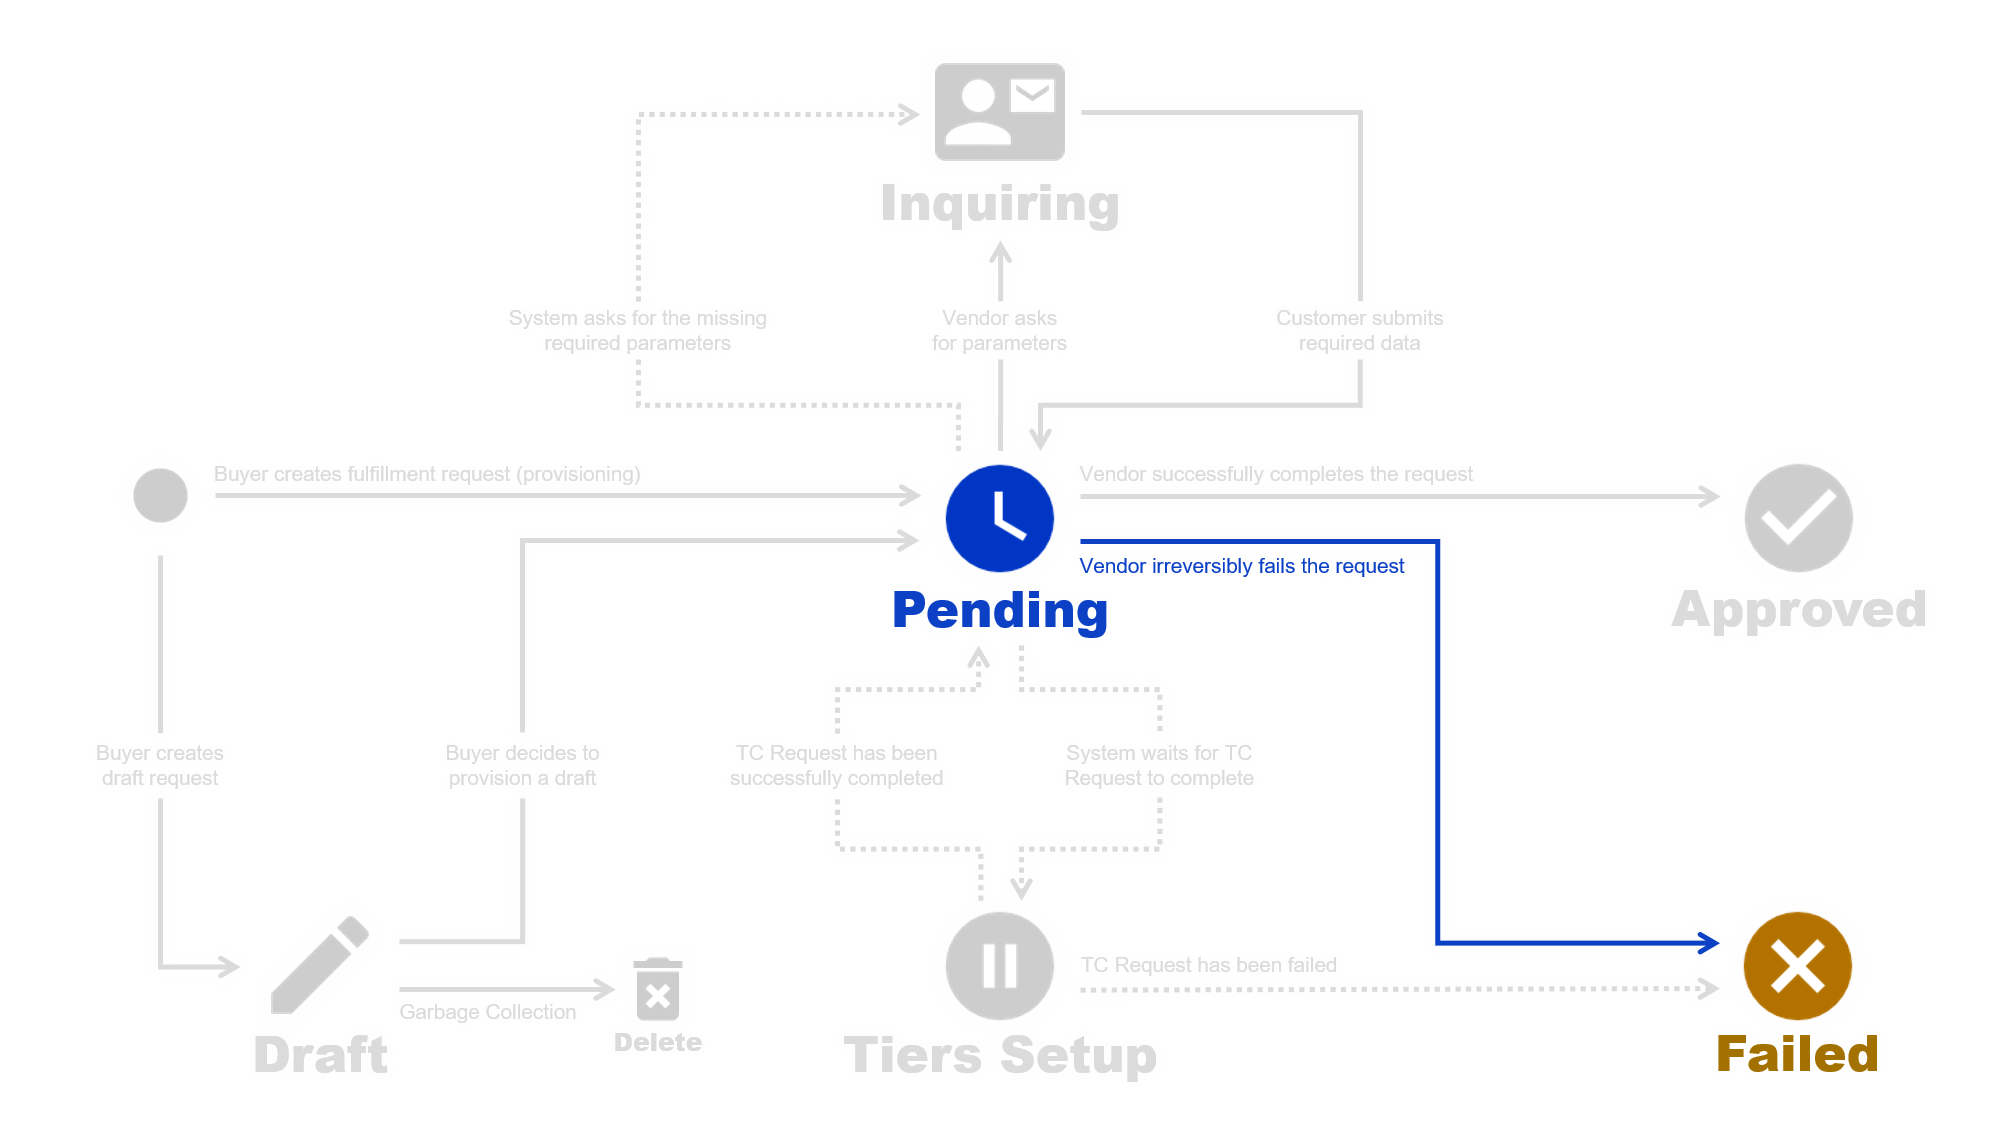 Inquiring
System asks for the missing
required parameters
Vendor asks
for parameters
Customer submits
required data
Buyer creates fulfillment request (provisioning)
Vendor successfully completes the request
Vendor irreversibly fails the request
Pending
Approved
Buyer creates
draft request
Buyer decides to
provision a draft
TC Request has been
successfully completed
System waits for TC
Request to complete
TC Request has been failed
Garbage Collection
Delete
Draft
Tiers Setup
Failed